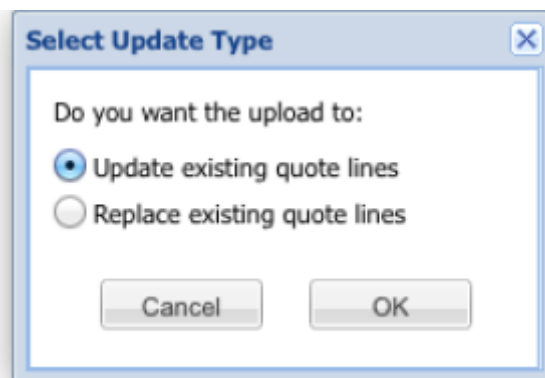 Select Update Type
Do you want the upload to:
Update existing quote lines
Replace existing quote lines
Cancel
OK